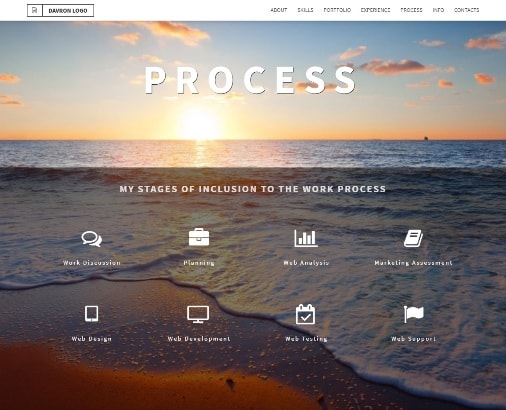 DAVRON LOGO
ABOUT SKILLS PORTFOLIO EXPERIENCE PROCESS INFO CONTACTS
PROCESS
MY STAGES OF INCLUSION TO THE WORK PROCESS
Work Discussion Planning Web Analysis Marketing Assessment
Web Design Web Development Web Testing Web Support